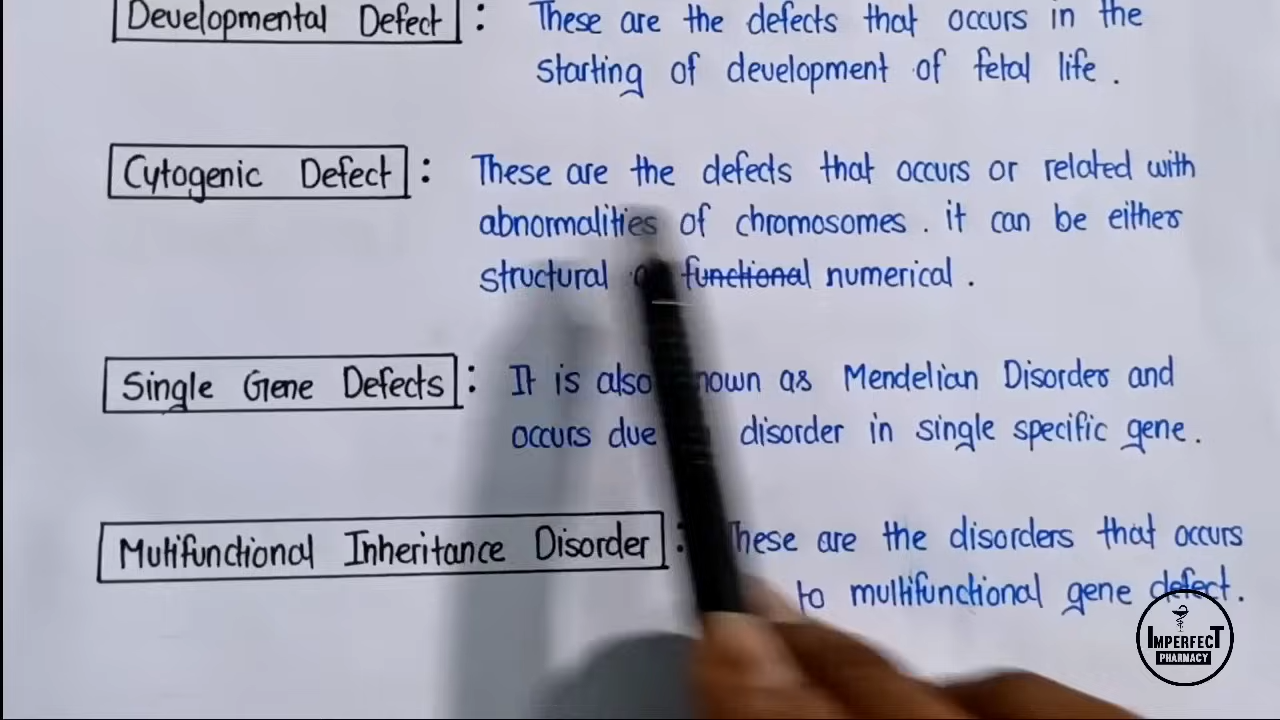 Developmental Defect : These are the defects that occurs in the
starting of development of fetal life .
Cytogenic Defect : These are the defects that occurs or related with
abnormalities of chromosomes . it can be either
structural functional numerical .
Single Gene Defects : It is also nown as Mendelian Disorder and
occurs due disorder in single specific gene .
Mutifunctional Inheritance Disorder : These are the disorders that occurs
to multifunctional gene defect .
IMPERFECT
PHARMACY